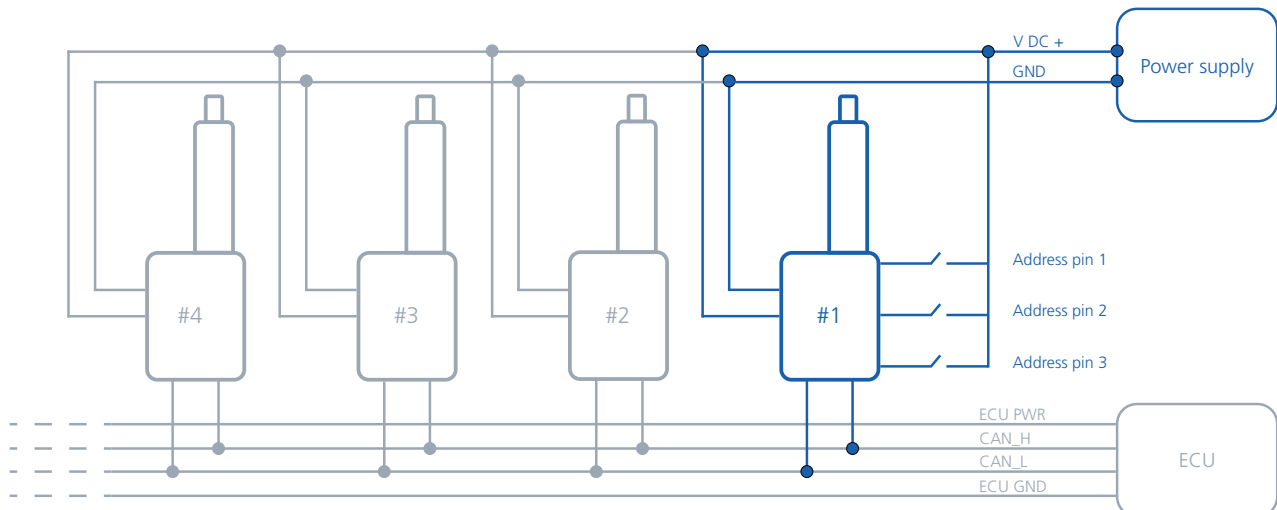 V DC +
GND
Power supply
#4
#3
#2
#1
Address pin 1
Address pin 2
Address pin 3
ECU PWR
CAN_H
CAN_L
ECU GND
ECU